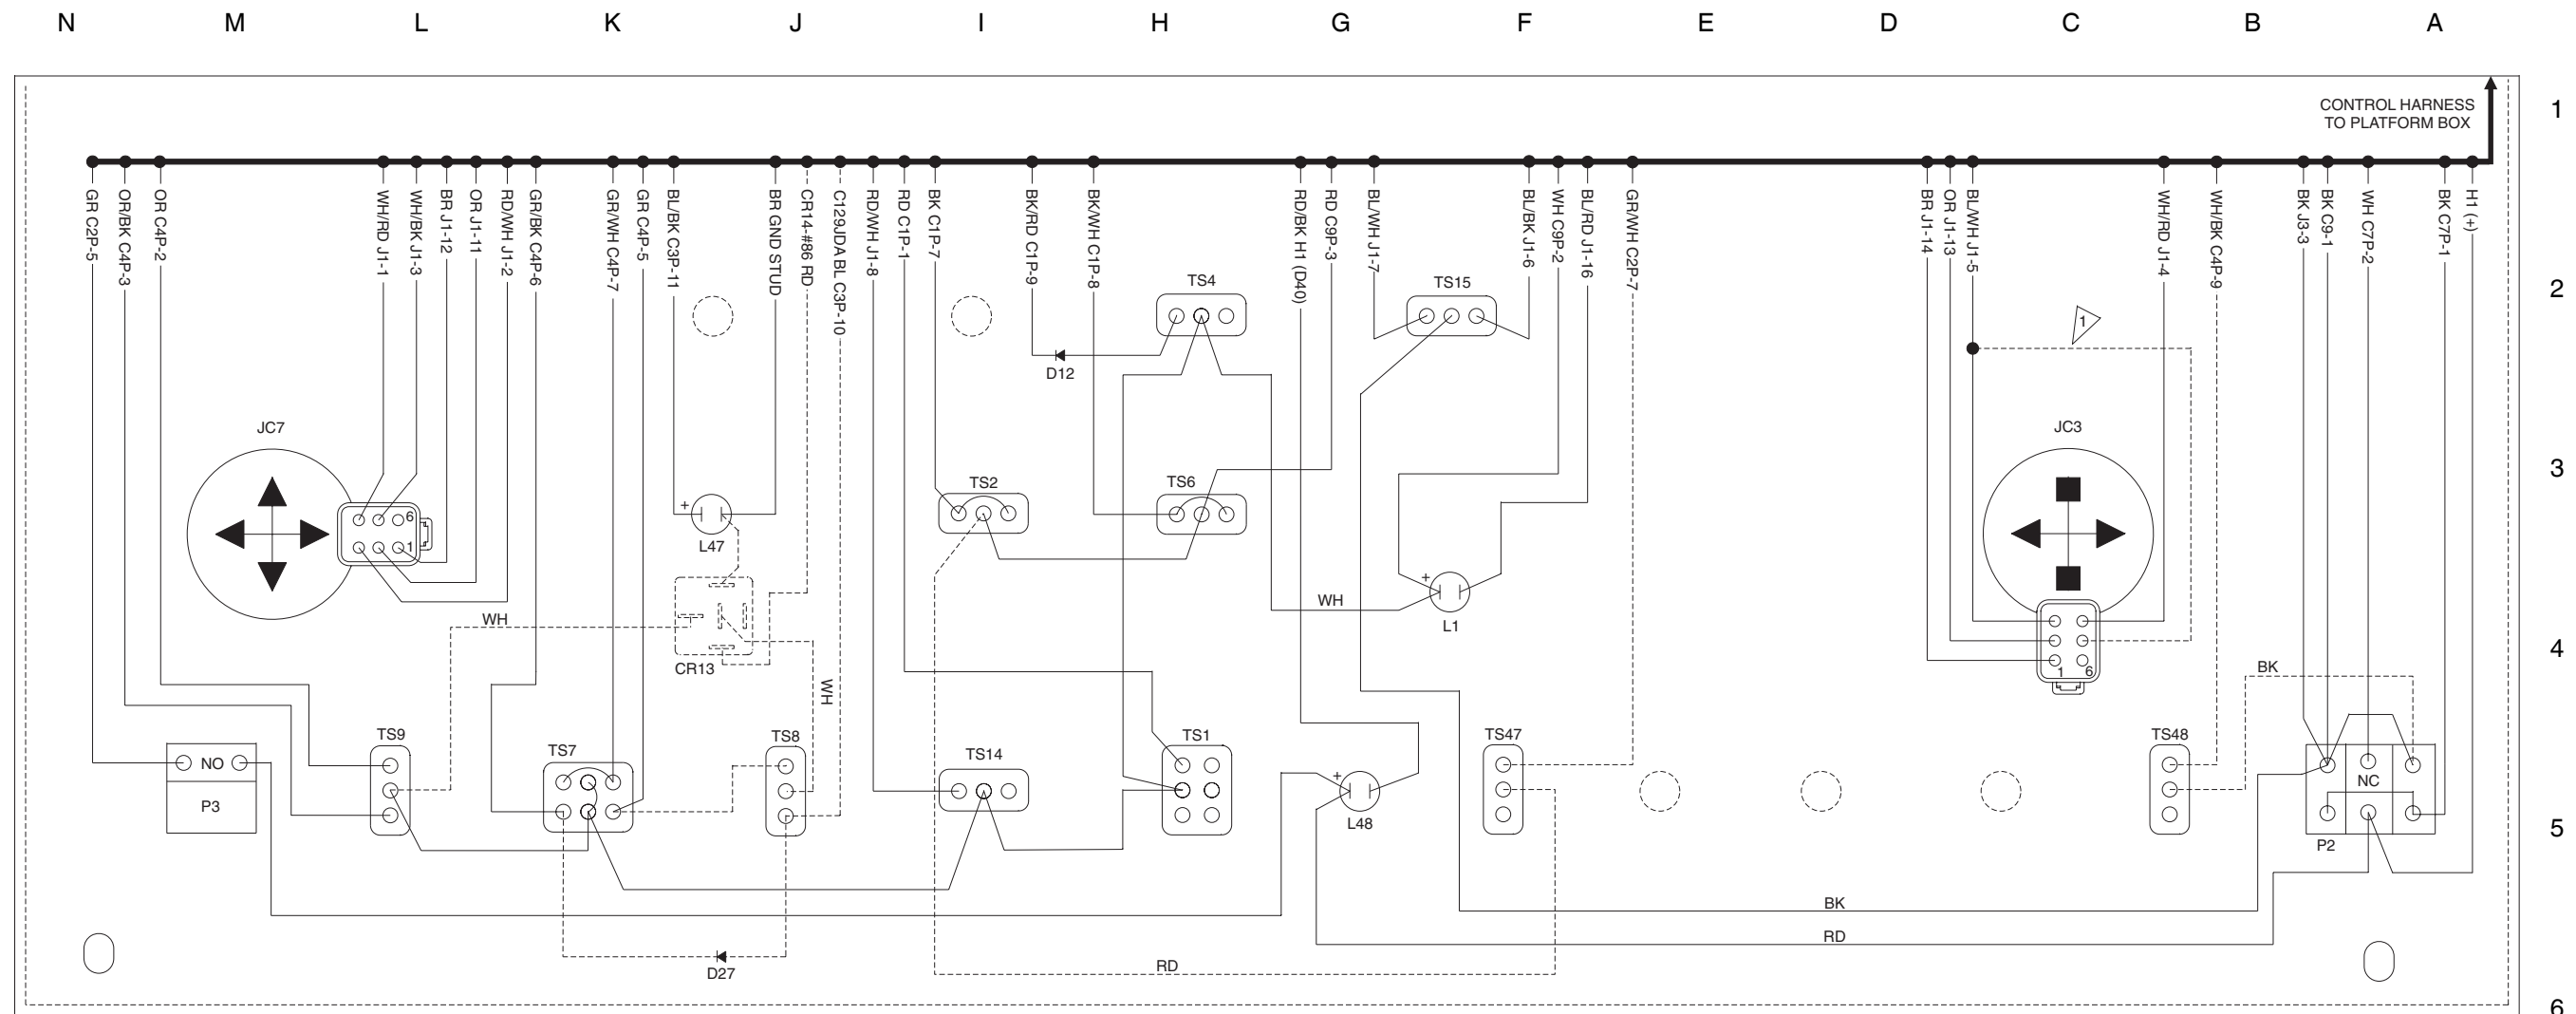 N M L K J I H G F E D C B A
1
CONTROL HARNESS
TO PLATFORM BOX
GR C2P-5
OR/BK C4P-3
OR C4P-2
WH/RD J1-1
WH/BK J1-3
BR J1-12
OR J1-11
RD/WH J1-2
GR/BK C4P-6
GR/WH C4P-7
GR C4P-5
BL/BK C3P-11
BR GND STUD
CR14-#86 RD
C129JDA BL C3P-10
RD/WH J1-8
RD C1P-1
BK C1P-7
BK/RD C1P-9
BK/WH C1P-8
RD/BK H1 (D40)
RD C9P-3
BL/WH J1-7
BL/BK J1-6
WH C9P-2
BL/RD J1-16
GR/WH C2P-7
BR J1-14
OR J1-13
BL/WH J1-5
WH/RD J1-4
WH/BK C4P-9
BK J3-3
BK C9-1
WH C7P-2
BK C7P-1
H1 (+)
2
TS4
TS15
1
D12
JC7
JC3
3
TS2
TS6
6
1
+
L47
+
WH
L1
WH
CR13
4
1 6
BK
WH
TS9
TS7
TS8
TS14
TS1
TS47
TS48
NO
P3
+
L48
NC
P2
5
BK
RD
D27
RD
6